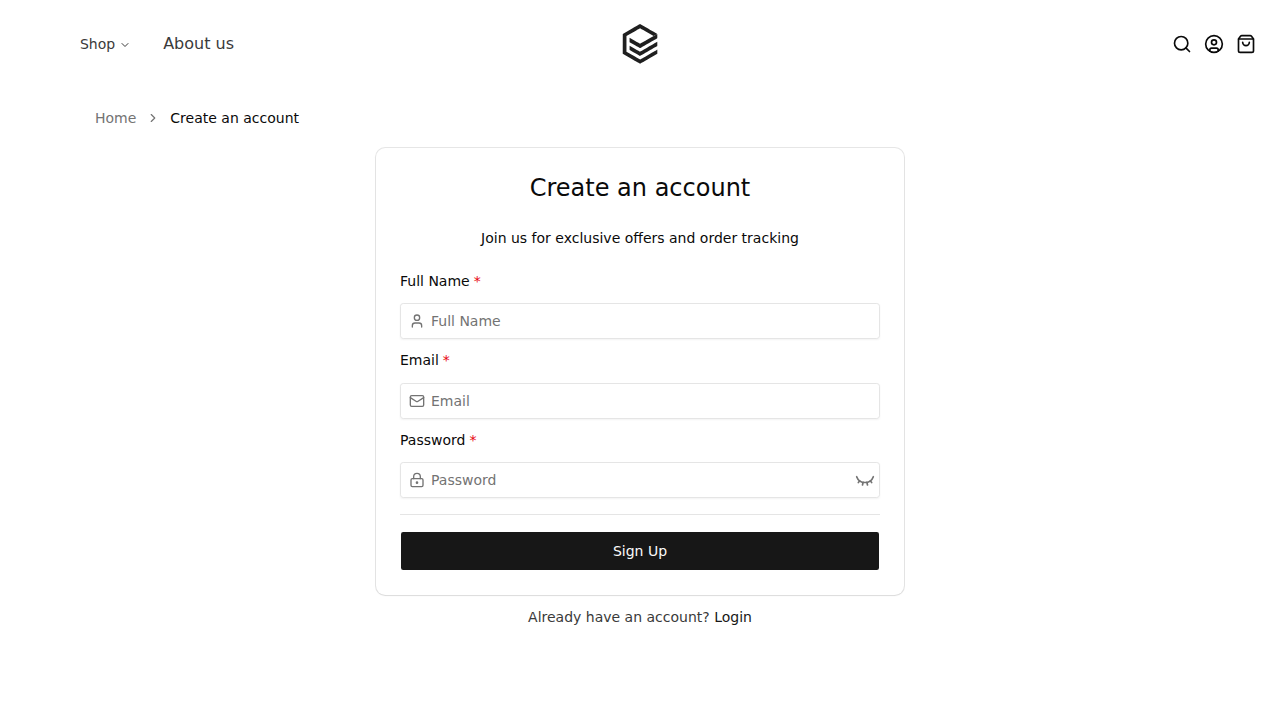 Shop About us
Home Create an account
Create an account
Join us for exclusive offers and order tracking
Full Name *
Full Name
Email *
Email
Password *
Password
Sign Up
Already have an account? Login